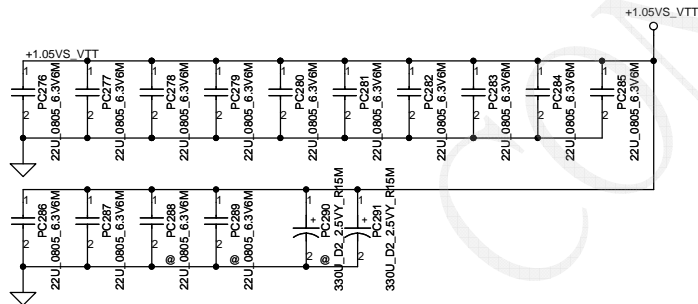 +1.05VS_VTT
+1.05VS_VTT
1
2
PC276
22U_0805_6.3V6M
1
2
PC277
22U_0805_6.3V6M
1
2
PC278
22U_0805_6.3V6M
1
2
PC279
22U_0805_6.3V6M
1
2
PC280
22U_0805_6.3V6M
1
2
PC281
22U_0805_6.3V6M
1
2
PC282
22U_0805_6.3V6M
1
2
PC283
22U_0805_6.3V6M
1
2
PC284
22U_0805_6.3V6M
1
2
PC285
22U_0805_6.3V6M
1
2
PC286
22U_0805_6.3V6M
1
2
PC287
22U_0805_6.3V6M
1
2
PC288
@
22U_0805_6.3V6M
1
2
PC289
@
22U_0805_6.3V6M
1
+
2
PC290
@
330U_D2_2.5VY_R15M
1
+
2
PC291
330U_D2_2.5VY_R15M